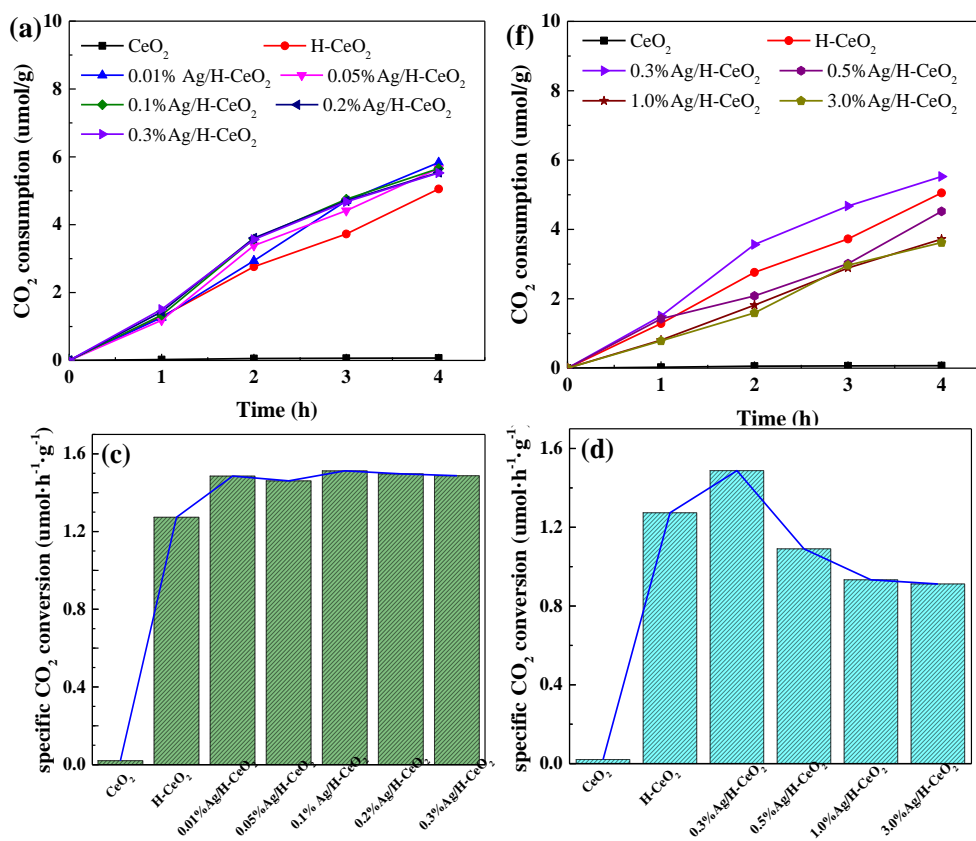 (a)
CeO₂ H-CeO₂
0.01% Ag/H-CeO₂ 0.05%Ag/H-CeO₂
0.1%Ag/H-CeO₂ 0.2%Ag/H-CeO₂
0.3%Ag/H-CeO₂
CO₂ consumption (umol/g)
10
8
6
4
2
0
0 1 2 3 4
Time (h)
(f)
CeO₂ H-CeO₂
0.3%Ag/H-CeO₂ 0.5%Ag/H-CeO₂
1.0%Ag/H-CeO₂ 3.0%Ag/H-CeO₂
CO₂ consumption (umol/g)
10
8
6
4
2
0
0 1 2 3 4
Time (h)
(c)
specific CO₂ conversion (umol·h⁻¹·g⁻¹)
1.6
1.2
0.8
0.4
0.0
CeO₂
H-CeO₂
0.01%Ag/H-CeO₂
0.05%Ag/H-CeO₂
0.1% Ag/H-CeO₂
0.2%Ag/H-CeO₂
0.3%Ag/H-CeO₂
(d)
specific CO₂ conversion (umol·h⁻¹·g⁻¹)
1.6
1.2
0.8
0.4
0.0
CeO₂
H-CeO₂
0.3%Ag/H-CeO₂
0.5%Ag/H-CeO₂
1.0%Ag/H-CeO₂
3.0%Ag/H-CeO₂